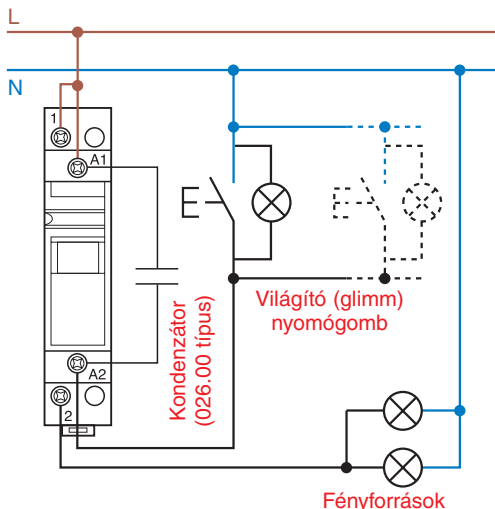 L
N
1
A1
Kondenzátor
(026.00 típus)
Világító (glimm)
nyomógomb
A2
2
Fényforrások